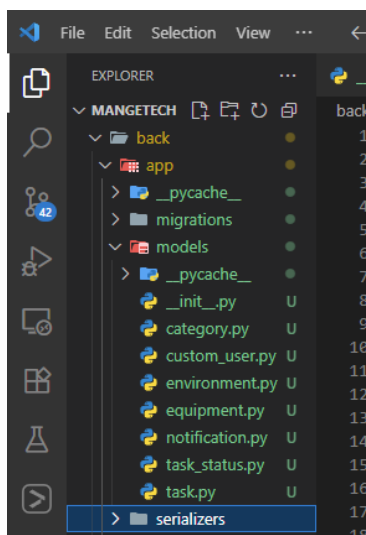 File Edit Selection View ...
EXPLORER ...
MANGETECH
back
back
app
1
2
__pycache__
3
migrations
4
models
5
6
__pycache__
7
__init__.py U
8
category.py U
9
custom_user.py U
10
environment.py U
11
12
equipment.py U
13
notification.py U
14
task_status.py U
15
task.py U
16
serializers
17
18
42